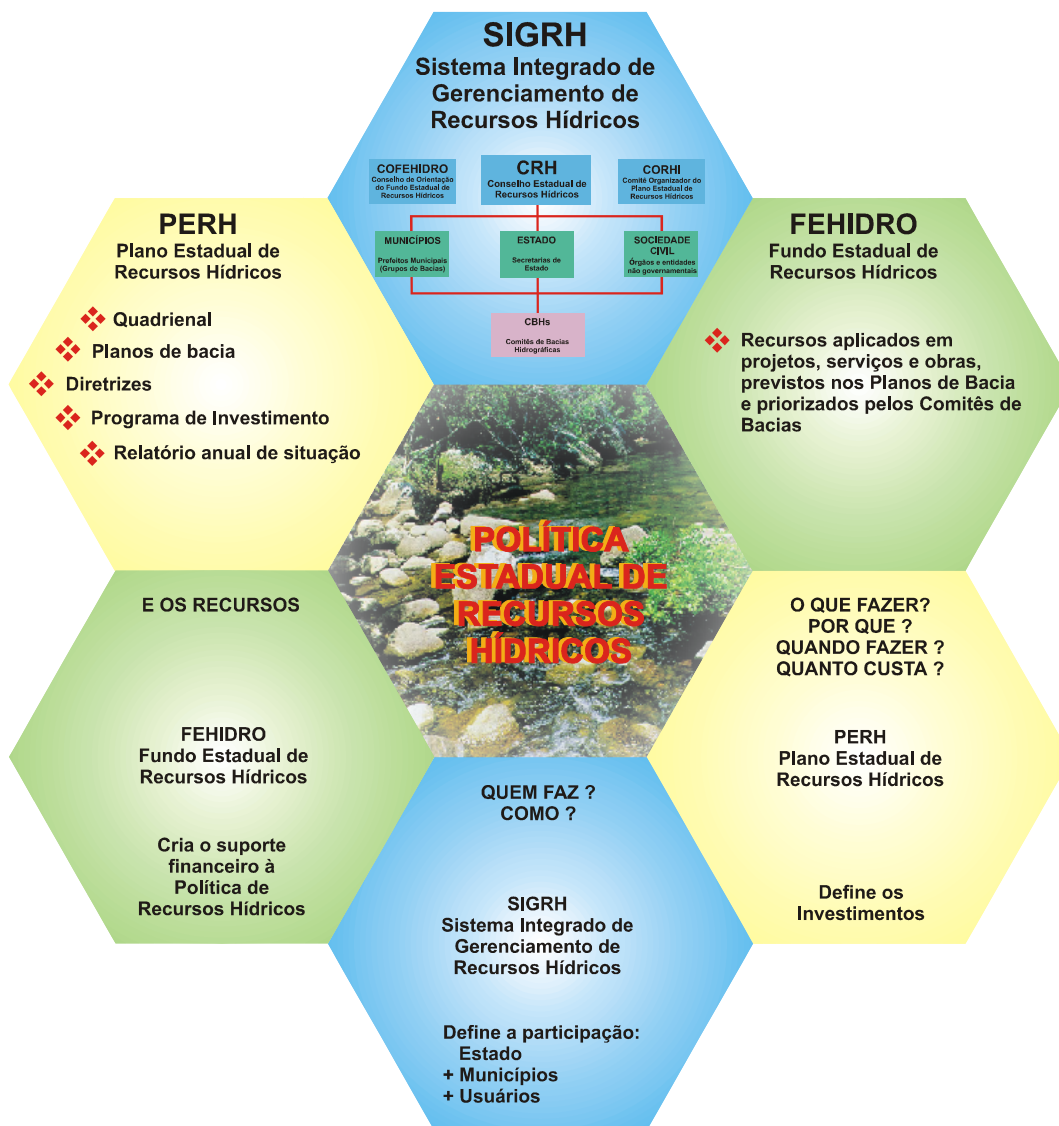 SIGRH
Sistema Integrado de
Gerenciamento de
Recursos Hídricos
COFEHÍDRO
Conselho de Orientação
do Fundo Estadual de
Recursos Hídricos
CRH
Conselho Estadual de
Recursos Hídricos
CORHI
Comitê Organizador do
Plano Estadual de
Recursos Hídricos
MUNICÍPIOS
Prefeitos Municipais
(Grupos de Bacias)
ESTADO
Secretarias de
Estado
SOCIEDADE
CIVIL
Órgãos e entidades
não governamentais
CBHs
Comitês de Bacias
Hidrográficas
PERH
Plano Estadual de
Recursos Hídricos
Quadrienal
Planos de bacia
Diretrizes
Programa de Investimento
Relatório anual de situação
FEHIDRO
Fundo Estadual de
Recursos Hídricos
Recursos aplicados em
projetos, serviços e obras,
previstos nos Planos de Bacia
e priorizados pelos Comitês de
Bacias
POLÍTICA
ESTADUAL DE
RECURSOS
HÍDRICOS
E OS RECURSOS
FEHIDRO
Fundo Estadual de
Recursos Hídricos
Cria o suporte
financeiro à
Política de
Recursos Hídricos
QUEM FAZ ?
COMO ?
SIGRH
Sistema Integrado de
Gerenciamento de
Recursos Hídricos
Define a participação:
Estado
+ Municípios
+ Usuários
O QUE FAZER?
POR QUE ?
QUANDO FAZER ?
QUANTO CUSTA ?
PERH
Plano Estadual de
Recursos Hídricos
Define os
Investimentos